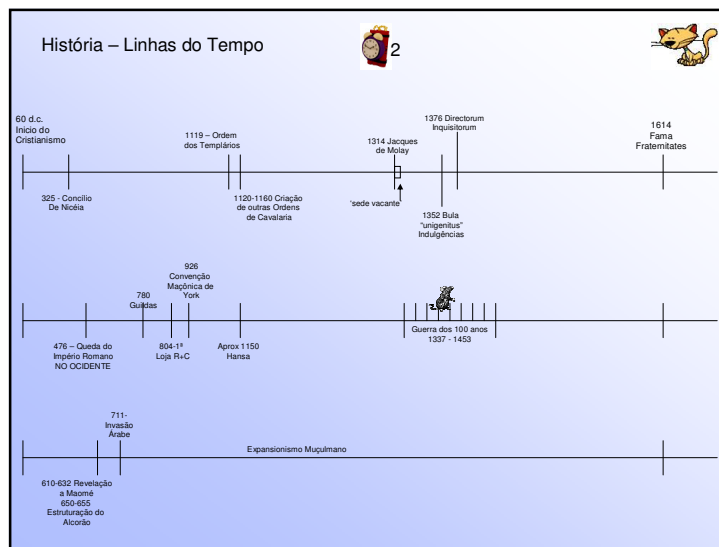 História – Linhas do Tempo
2
60 d.c.
Inicio do
Cristianismo
1119 – Ordem
dos Templários
1314 Jacques
de Molay
1376 Directorum
Inquisitorum
1614
Fama
Fraternitates
325 - Concílio
De Nicéia
1120-1160 Criação
de outras Ordens
de Cavalaria
'sede vacante'
1352 Bula
"unigenitus"
Indulgências
780
Guildas
926
Convenção
Maçônica de
York
476 – Queda do
Império Romano
NO OCIDENTE
804-1ª
Loja R+C
Aprox 1150
Hansa
Guerra dos 100 anos
1337 - 1453
711-
Invasão
Árabe
Expansionismo Muçulmano
610-632 Revelação
a Maomé
650-655
Estruturação do
Alcorão